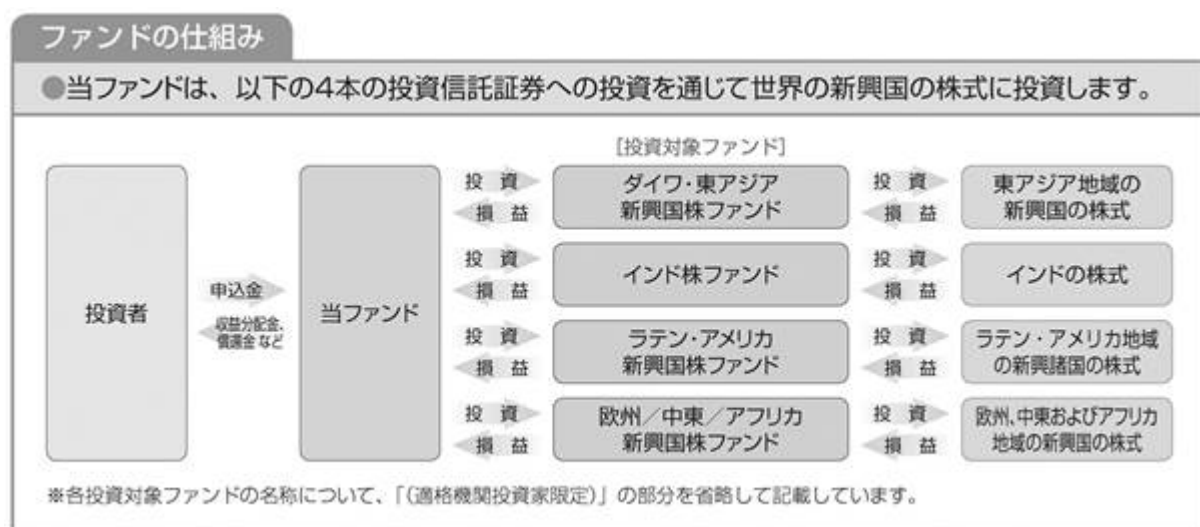 ファンドの仕組み
●当ファンドは、以下の4本の投資信託証券への投資を通じて世界の新興国の株式に投資します。
[投資対象ファンド]
投資者
申込金
収益分配金、
償還金 など
当ファンド
投 資
損 益
ダイワ・東アジア
新興国株ファンド
投 資
損 益
東アジア地域の
新興国の株式
投 資
損 益
インド株ファンド
投 資
損 益
インドの株式
投 資
損 益
ラテン・アメリカ
新興国株ファンド
投 資
損 益
ラテン・アメリカ地域
の新興諸国の株式
投 資
損 益
欧州／中東／アフリカ
新興国株ファンド
投 資
損 益
欧州、中東およびアフリカ
地域の新興国の株式
※各投資対象ファンドの名称について、「(適格機関投資家限定)」の部分を省略して記載しています。